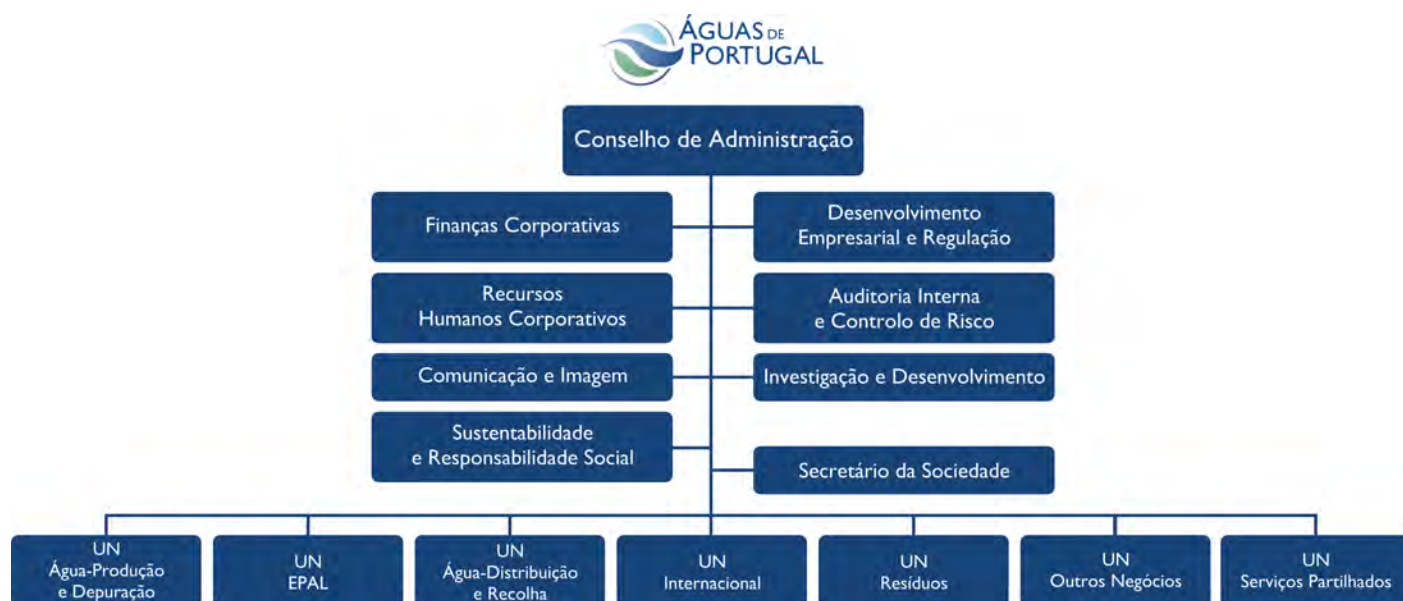 ÁGUAS DE
PORTUGAL
Conselho de Administração
Finanças Corporativas
Desenvolvimento
Empresarial e Regulação
Recursos
Humanos Corporativos
Auditoria Interna
e Controlo de Risco
Comunicação e Imagem
Investigação e Desenvolvimento
Sustentabilidade
e Responsabilidade Social
Secretário da Sociedade
UN
Água-Produção
e Depuração
UN
EPAL
UN
Água-Distribuição
e Recolha
UN
Internacional
UN
Resíduos
UN
Outros Negócios
UN
Serviços Partilhados